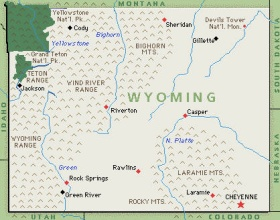 MONTANA
Yellowstone
Nat'l. Pk.
Cody
Yellowstone
Grand Teton
Nat'l Pk.
TETON
RANGE
Jackson
Bighorn
BIGHORN
MTS.
Sheridan
Devils Tower
Nat'l. Mon.
Gillette
SOUTH DAKOTA
WIND RIVER
RANGE
Riverton
WYOMING
Casper
IDAHO
WYOMING
RANGE
N. Platte
NEBRASKA
Green
Rock Springs
Green River
Rawlins
LARAMIE MTS.
Laramie
CHEYENNE
ROCKY MTS.
UTAH
COLORADO